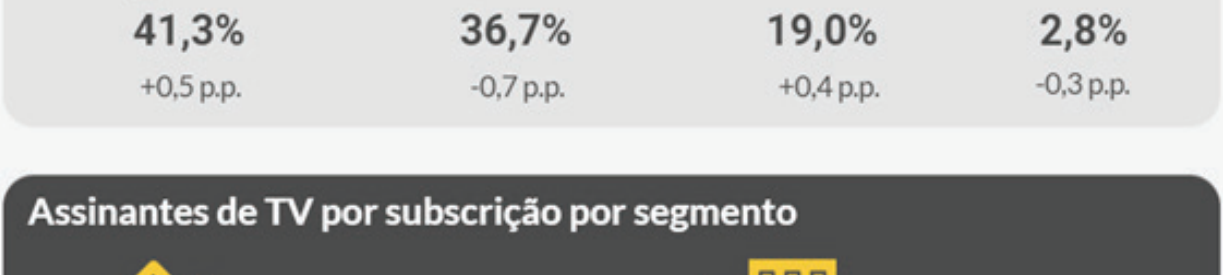 41,3% 36,7% 19,0% 2,8%
+0,5 p.p. -0,7 p.p. +0,4 p.p. -0,3 p.p.
Assinantes de TV por subscrição por segmento